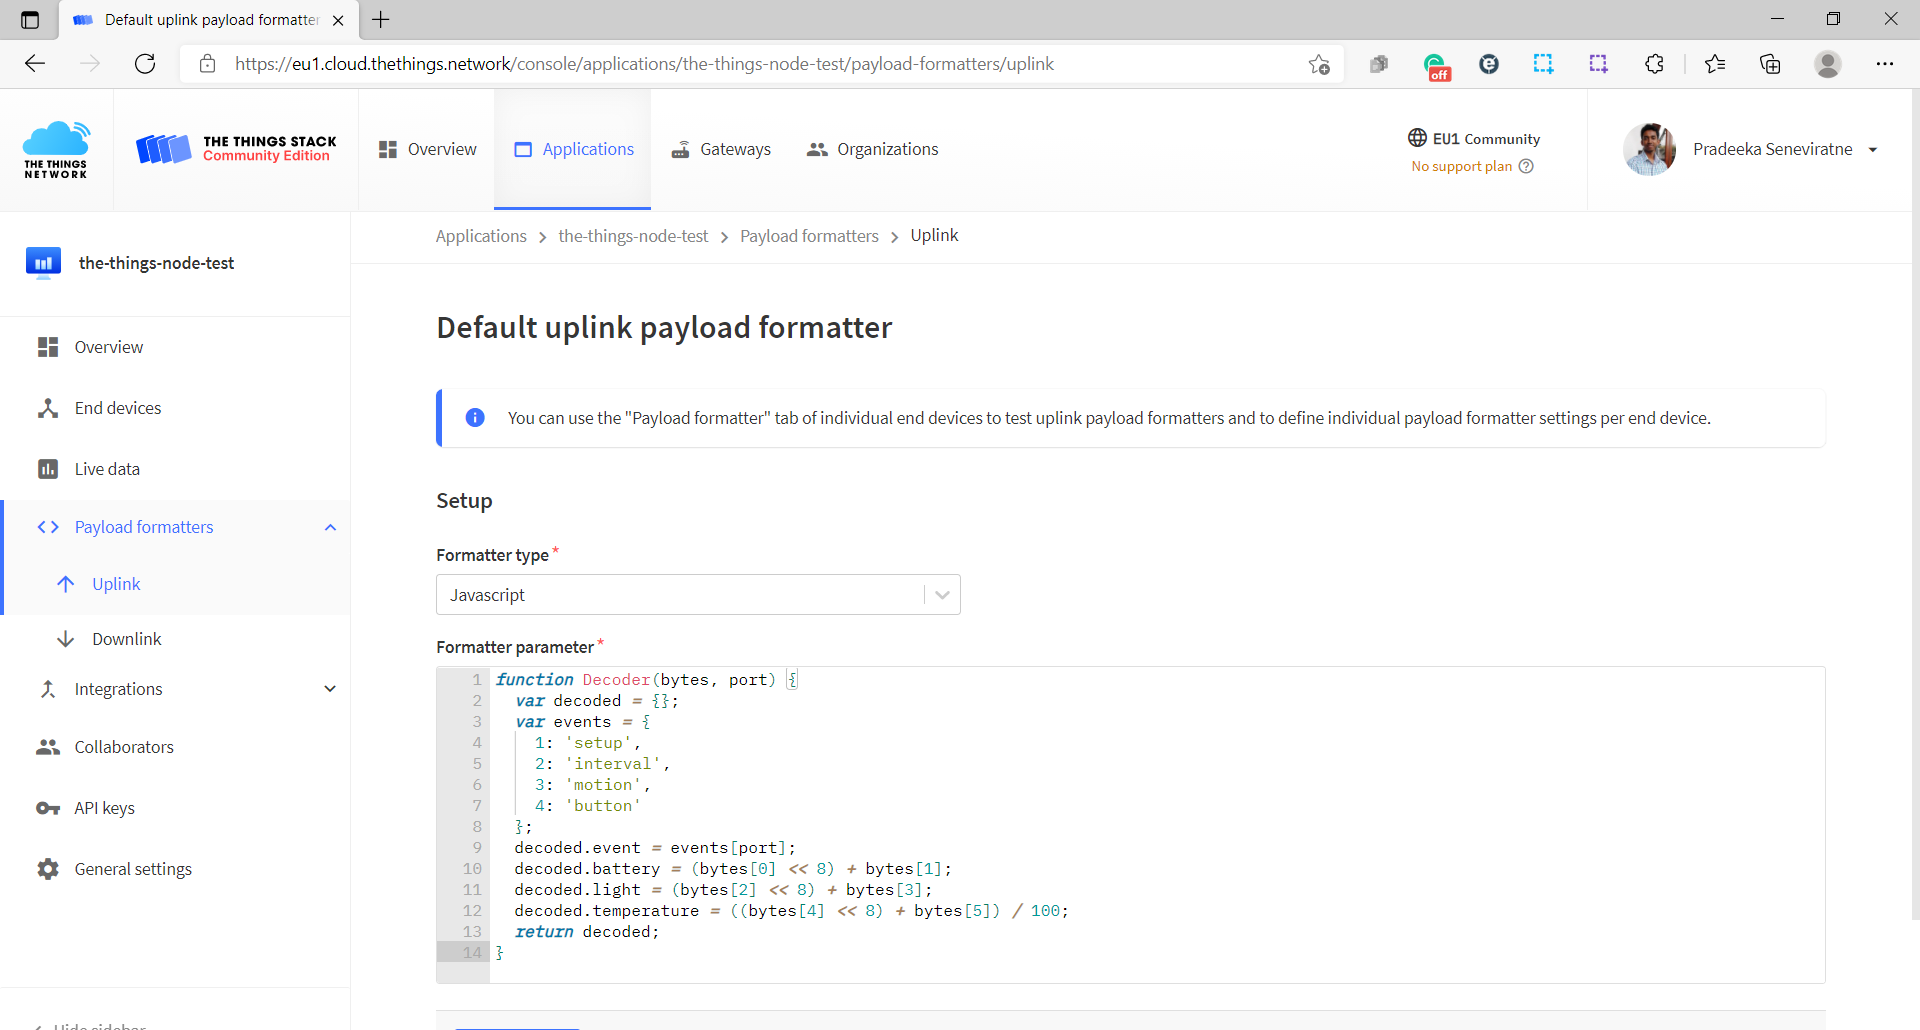 Default uplink payload formatter
https://eu1.cloud.thethings.network/console/applications/the-things-node-test/payload-formatters/uplink
off
THE THINGS
NETWORK
THE THINGS STACK
Community Edition
Overview
Applications
Gateways
Organizations
EU1 Community
No support plan
Pradeeka Seneviratne
the-things-node-test
Overview
End devices
Live data
Payload formatters
Uplink
Downlink
Integrations
Collaborators
API keys
General settings
Hide sidebar
Applications > the-things-node-test > Payload formatters > Uplink
Default uplink payload formatter
You can use the "Payload formatter" tab of individual end devices to test uplink payload formatters and to define individual payload formatter settings per end device.
Setup
Formatter type *
Javascript
Formatter parameter *
1 function Decoder(bytes, port) {
2   var decoded = {};
3   var events = {
4     1: 'setup',
5     2: 'interval',
6     3: 'motion',
7     4: 'button'
8   };
9   decoded.event = events[port];
10   decoded.battery = (bytes[0] << 8) + bytes[1];
11   decoded.light = (bytes[2] << 8) + bytes[3];
12   decoded.temperature = ((bytes[4] << 8) + bytes[5]) / 100;
13   return decoded;
14 }